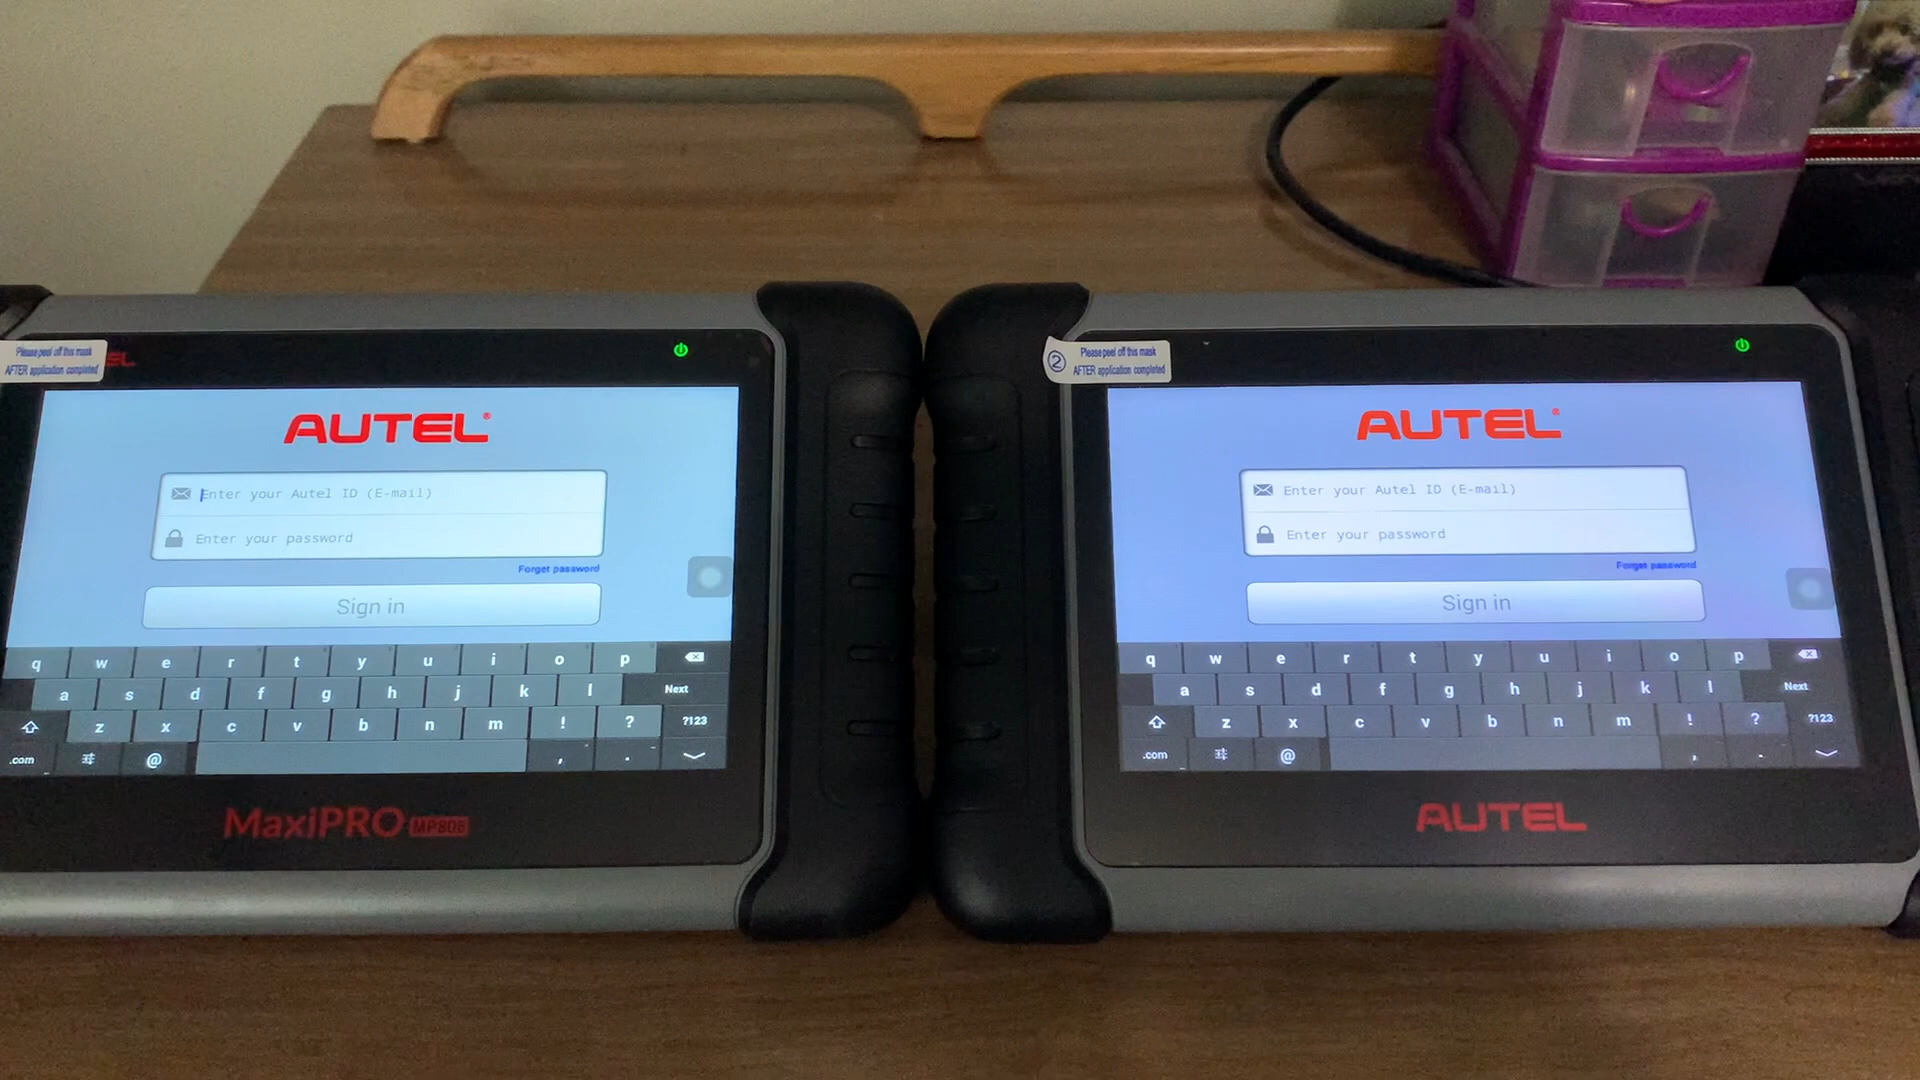 Please peel off this mask
AFTER application completed
EL
AUTEL®
Enter your Autel ID (E-mail)
Enter your password
Forget password
Sign in
q w e r t y u i o p
a s d f g h j k l Next
z x c v b n m ! ? ?123
.com @ , .
MaxiPRO MP808
② Please peel off this mask
AFTER application completed
AUTEL®
Enter your Autel ID (E-mail)
Enter your password
Forget password
Sign in
q w e r t y u i o p
a s d f g h j k l Next
z x c v b n m ! ? ?123
.com @ , .
AUTEL